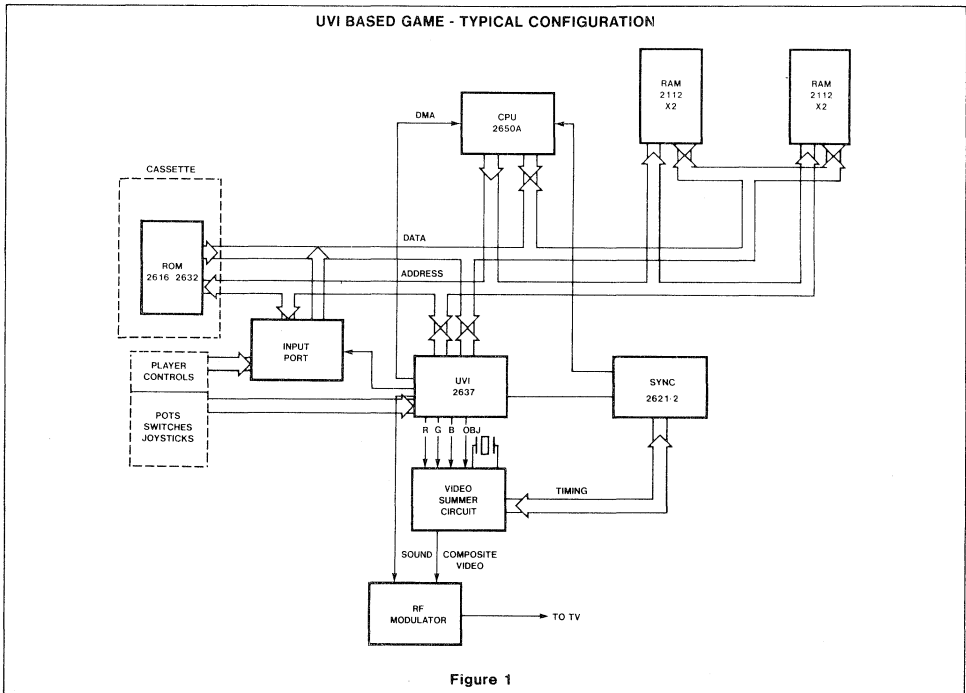 UVI BASED GAME - TYPICAL CONFIGURATION
RAM
2112
X2
RAM
2112
X2
CPU
2650A
DMA
CASSETTE
ROM
2616 2632
DATA
ADDRESS
INPUT
PORT
PLAYER
CONTROLS
POTS
SWITCHES
JOYSTICKS
UVI
2637
SYNC
2621-2
R G B OBJ
VIDEO
SUMMER
CIRCUIT
TIMING
SOUND
COMPOSITE
VIDEO
RF
MODULATOR
TO TV
Figure 1